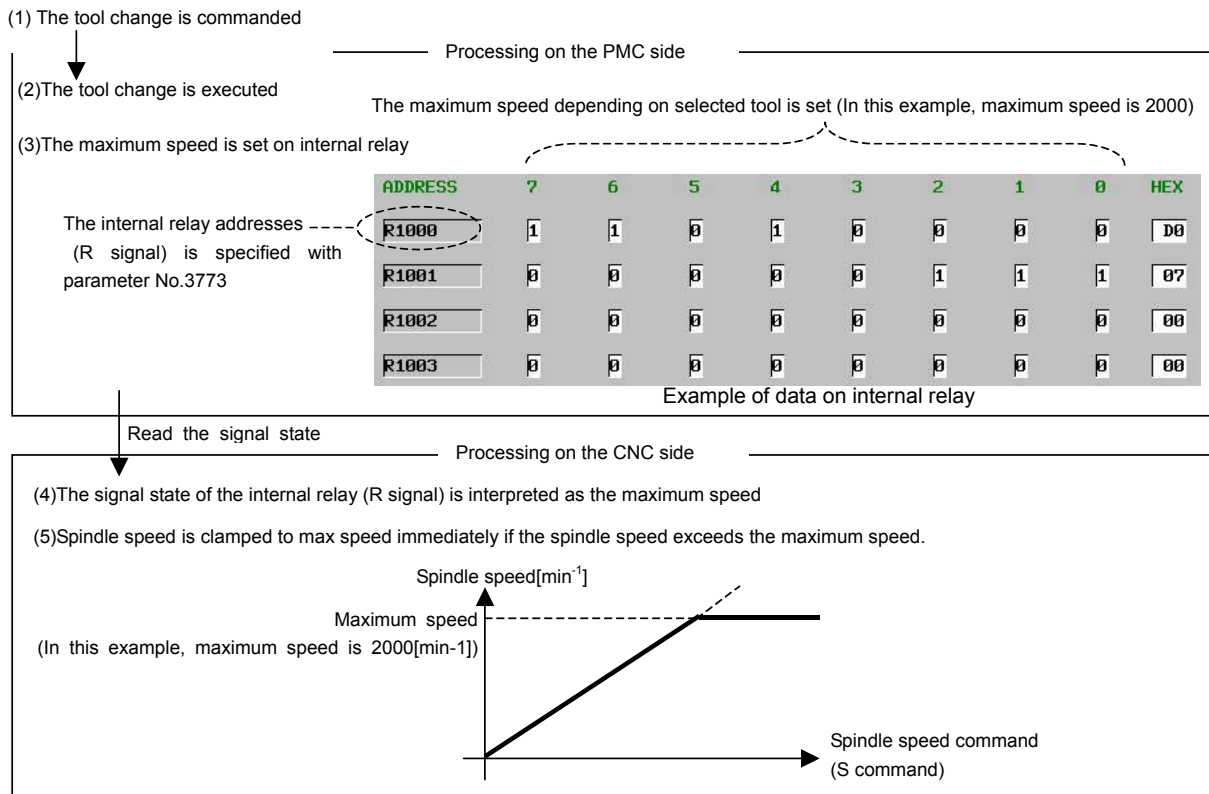 (1) The tool change is commanded
Processing on the PMC side
(2)The tool change is executed
The maximum speed depending on selected tool is set (In this example, maximum speed is 2000)
(3)The maximum speed is set on internal relay
ADDRESS 7 6 5 4 3 2 1 0 HEX
R1000 1 1 0 1 0 0 0 0 D0
R1001 0 0 0 0 0 1 1 1 07
R1002 0 0 0 0 0 0 0 0 00
R1003 0 0 0 0 0 0 0 0 00
The internal relay addresses
(R signal) is specified with
parameter No.3773
Example of data on internal relay
Read the signal state
Processing on the CNC side
(4)The signal state of the internal relay (R signal) is interpreted as the maximum speed
(5)Spindle speed is clamped to max speed immediately if the spindle speed exceeds the maximum speed.
Spindle speed[min⁻¹]
Maximum speed
(In this example, maximum speed is 2000[min-1])
Spindle speed command
(S command)